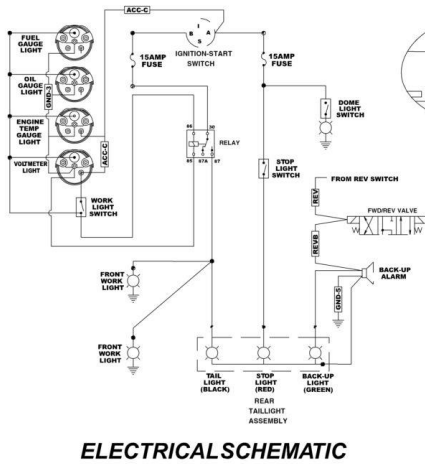 ACC-C
FUEL
GAUGE
LIGHT
I
B
A
S
15AMP
FUSE
IGNITION-START
SWITCH
15AMP
FUSE
OIL
GAUGE
LIGHT
GND-3
ENGINE
TEMP
GAUGE
LIGHT
ACC-C
VOLTMETER
LIGHT
DOME
LIGHT
SWITCH
86
30
RELAY
85
87A
87
STOP
LIGHT
SWITCH
WORK
LIGHT
SWITCH
FROM REV SWITCH
REV
FWD/REV VALVE
REVB
BACK-UP
ALARM
GND-5
FRONT
WORK
LIGHT
FRONT
WORK
LIGHT
TAIL
LIGHT
(BLACK)
STOP
LIGHT
(RED)
BACK-UP
LIGHT
(GREEN)
REAR
TAILLIGHT
ASSEMBLY
ELECTRICAL SCHEMATIC